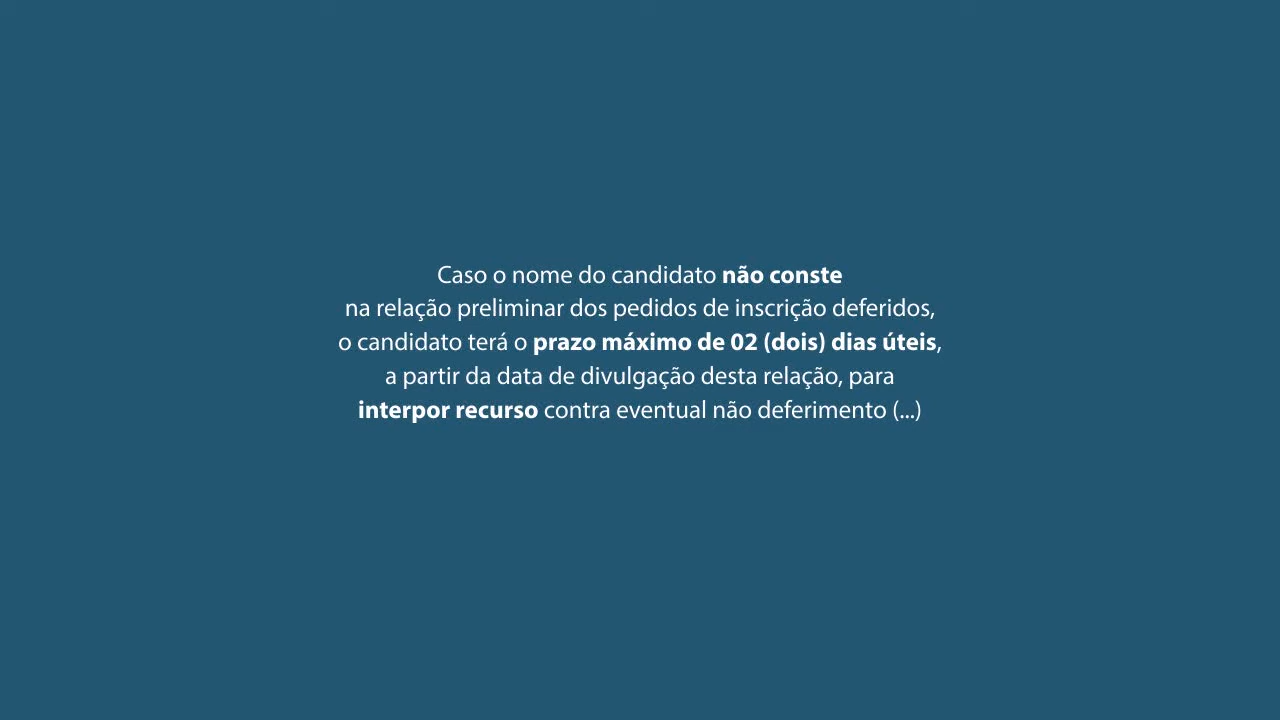 Caso o nome do candidato não conste
na relação preliminar dos pedidos de inscrição deferidos,
o candidato terá o prazo máximo de 02 (dois) dias úteis,
a partir da data de divulgação desta relação, para
interpor recurso contra eventual não deferimento (...)